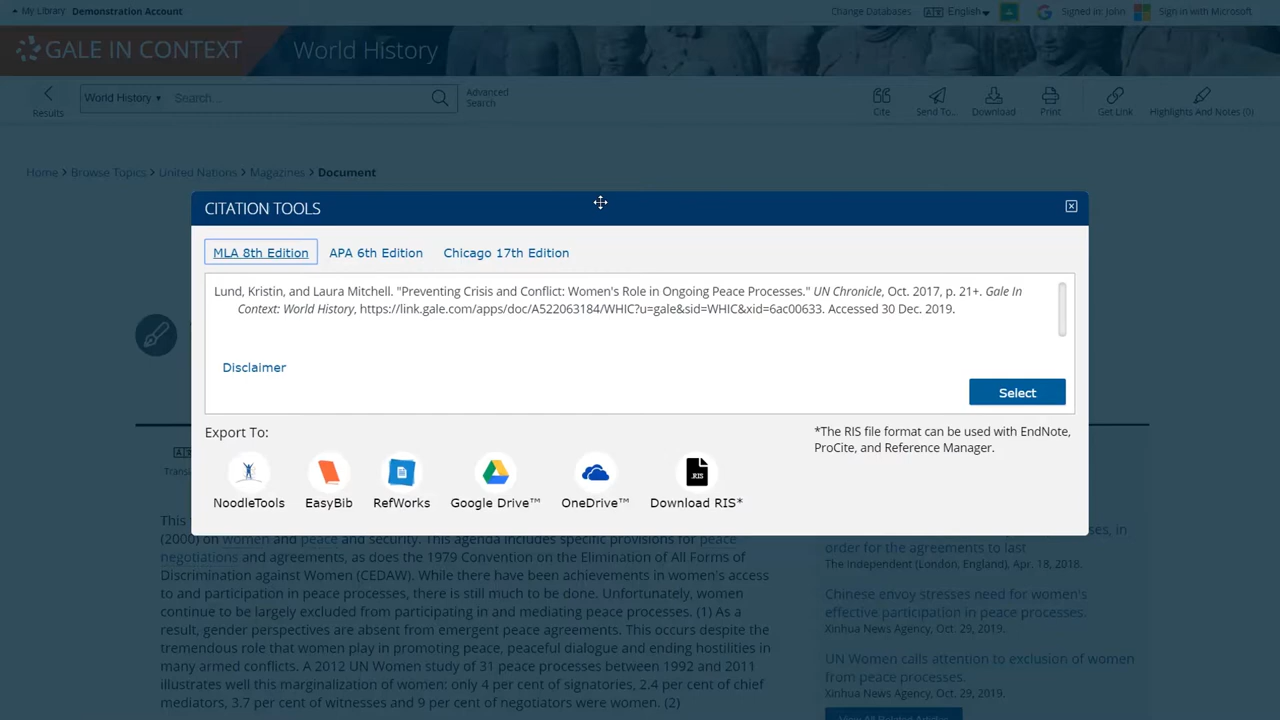 My Library Demonstration Account Change Databases English Signed in: John Sign in with Microsoft
GALE IN CONTEXT World History
Results World History Search... Advanced Search Cite Send To... Download Print Get Link Highlights And Notes (0)
Home > Browse Topics > United Nations > Magazines > Document
CITATION TOOLS
MLA 8th Edition APA 6th Edition Chicago 17th Edition
Lund, Kristin, and Laura Mitchell. "Preventing Crisis and Conflict: Women's Role in Ongoing Peace Processes." UN Chronicle, Oct. 2017, p. 21+. Gale In
Context: World History, https://link.gale.com/apps/doc/A522063184/WHIC?u=gale&sid=WHIC&xid=6ac00633. Accessed 30 Dec. 2019.
Disclaimer
Select
Export To:
*The RIS file format can be used with EndNote,
ProCite, and Reference Manager.
NoodleTools EasyBib RefWorks Google Drive™ OneDrive™ .RIS Download RIS*
This
(2000) on women and peace and security. This agenda includes specific provisions for peace
negotiations and agreements, as does the 1979 Convention on the Elimination of All Forms of
Discrimination against Women (CEDAW). While there have been achievements in women's access
to and participation in peace processes, there is still much to be done. Unfortunately, women
continue to be largely excluded from participating in and mediating peace processes. (1) As a
result, gender perspectives are absent from emergent peace agreements. This occurs despite the
tremendous role that women play in promoting peace, peaceful dialogue and ending hostilities in
many armed conflicts. A 2012 UN Women study of 31 peace processes between 1992 and 2011
illustrates well this marginalization of women: only 4 per cent of signatories, 2.4 per cent of chief
mediators, 3.7 per cent of witnesses and 9 per cent of negotiators were women. (2)
in
order for the agreements to last
The Independent (London, England), Apr. 18, 2018.
Chinese envoy stresses need for women's
effective participation in peace processes.
Xinhua News Agency, Oct. 29, 2019.
UN Women calls attention to exclusion of women
from peace processes.
Xinhua News Agency, Oct. 29, 2019.
View All Related Articles